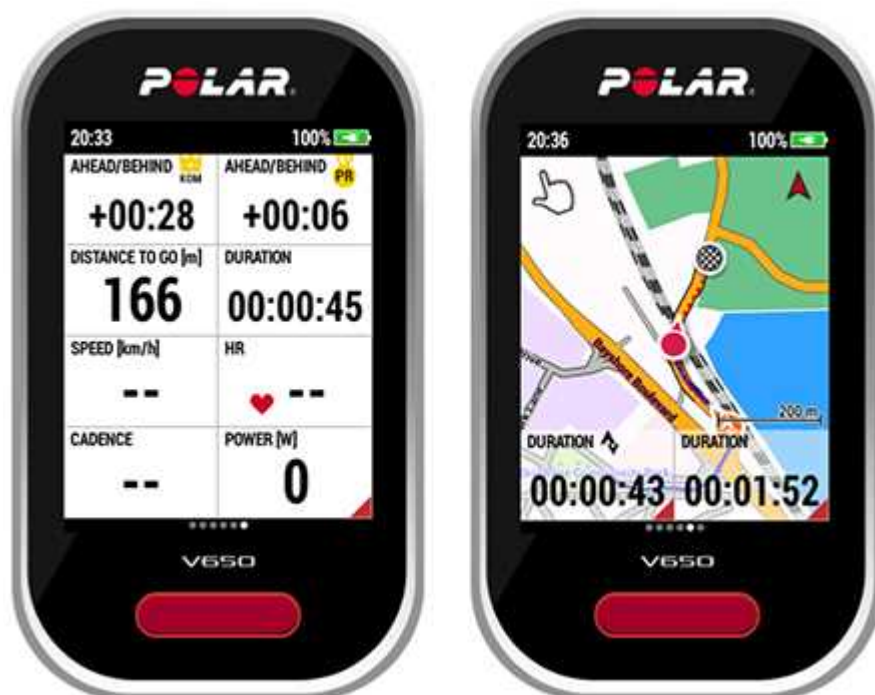 POLAR
20:33 100%
AHEAD/BEHIND KOM AHEAD/BEHIND PR
+00:28 +00:06
DISTANCE TO GO [m] DURATION
166 00:00:45
SPEED [km/h] HR
-- --
CADENCE POWER [W]
-- 0
V650
POLAR
20:36 100%
Bayshore Boulevard
200 m
DURATION DURATION
00:00:43 00:01:52
V650